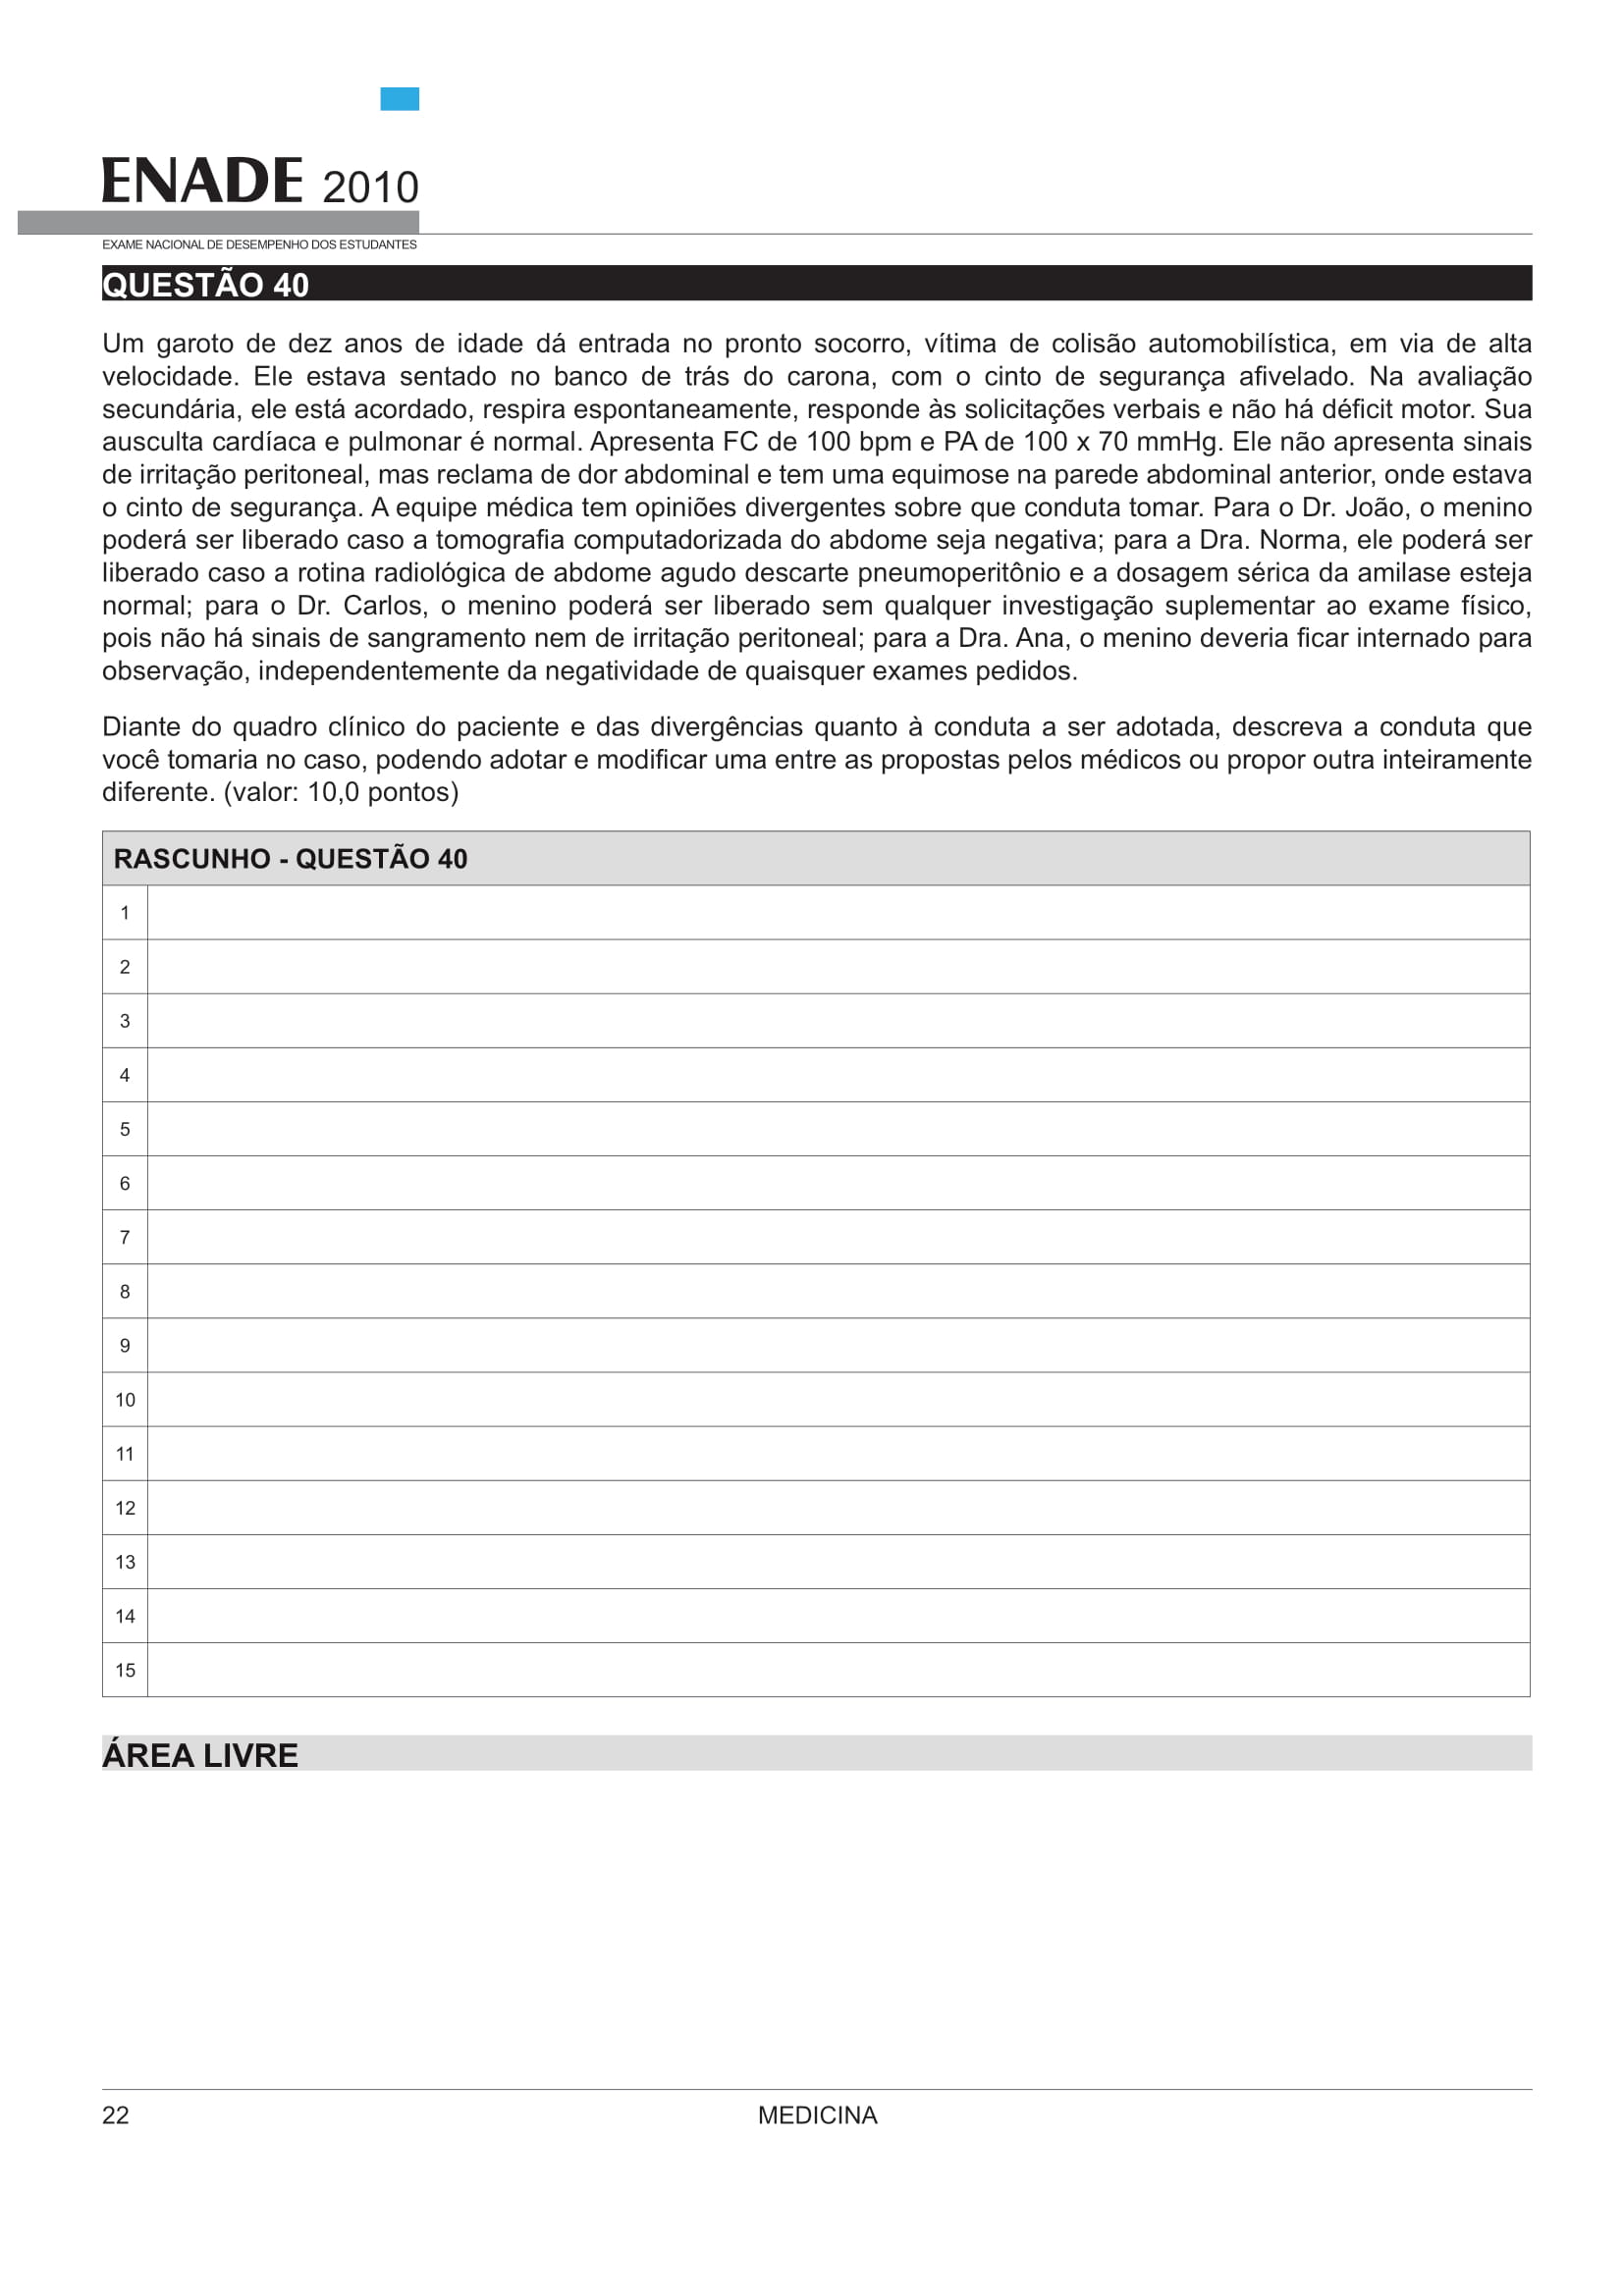 ENADE 2010
EXAME NACIONAL DE DESEMPENHO DOS ESTUDANTES
QUESTÃO 40
Um garoto de dez anos de idade dá entrada no pronto socorro, vítima de colisão automobilística, em via de alta
velocidade. Ele estava sentado no banco de trás do carona, com o cinto de segurança afivelado. Na avaliação
secundária, ele está acordado, respira espontaneamente, responde às solicitações verbais e não há déficit motor. Sua
ausculta cardíaca e pulmonar é normal. Apresenta FC de 100 bpm e PA de 100 x 70 mmHg. Ele não apresenta sinais
de irritação peritoneal, mas reclama de dor abdominal e tem uma equimose na parede abdominal anterior, onde estava
o cinto de segurança. A equipe médica tem opiniões divergentes sobre que conduta tomar. Para o Dr. João, o menino
poderá ser liberado caso a tomografia computadorizada do abdome seja negativa; para a Dra. Norma, ele poderá ser
liberado caso a rotina radiológica de abdome agudo descarte pneumoperitônio e a dosagem sérica da amilase esteja
normal; para o Dr. Carlos, o menino poderá ser liberado sem qualquer investigação suplementar ao exame físico,
pois não há sinais de sangramento nem de irritação peritoneal; para a Dra. Ana, o menino deveria ficar internado para
observação, independentemente da negatividade de quaisquer exames pedidos.
Diante do quadro clínico do paciente e das divergências quanto à conduta a ser adotada, descreva a conduta que
você tomaria no caso, podendo adotar e modificar uma entre as propostas pelos médicos ou propor outra inteiramente
diferente. (valor: 10,0 pontos)
RASCUNHO - QUESTÃO 40
1
2
3
4
5
6
7
8
9
10
11
12
13
14
15
ÁREA LIVRE
22
MEDICINA